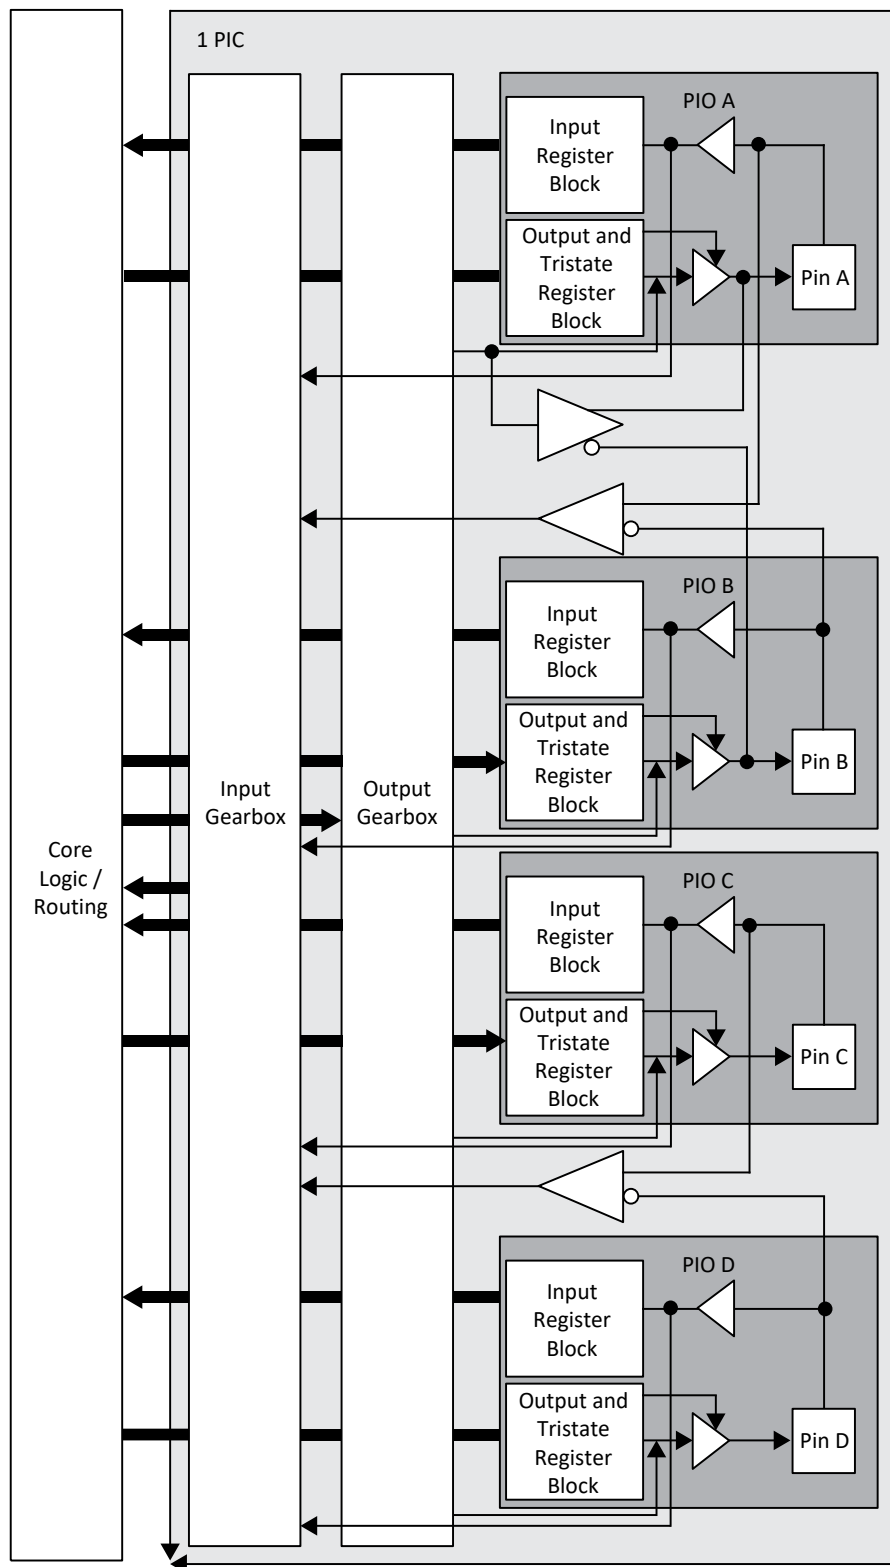 1 PIC
PIO A
Input
Register
Block
Output and
Tristate
Register
Block
Pin A
PIO B
Input
Register
Block
Output and
Tristate
Register
Block
Pin B
Input
Gearbox
Output
Gearbox
Core
Logic /
Routing
PIO C
Input
Register
Block
Output and
Tristate
Register
Block
Pin C
PIO D
Input
Register
Block
Output and
Tristate
Register
Block
Pin D